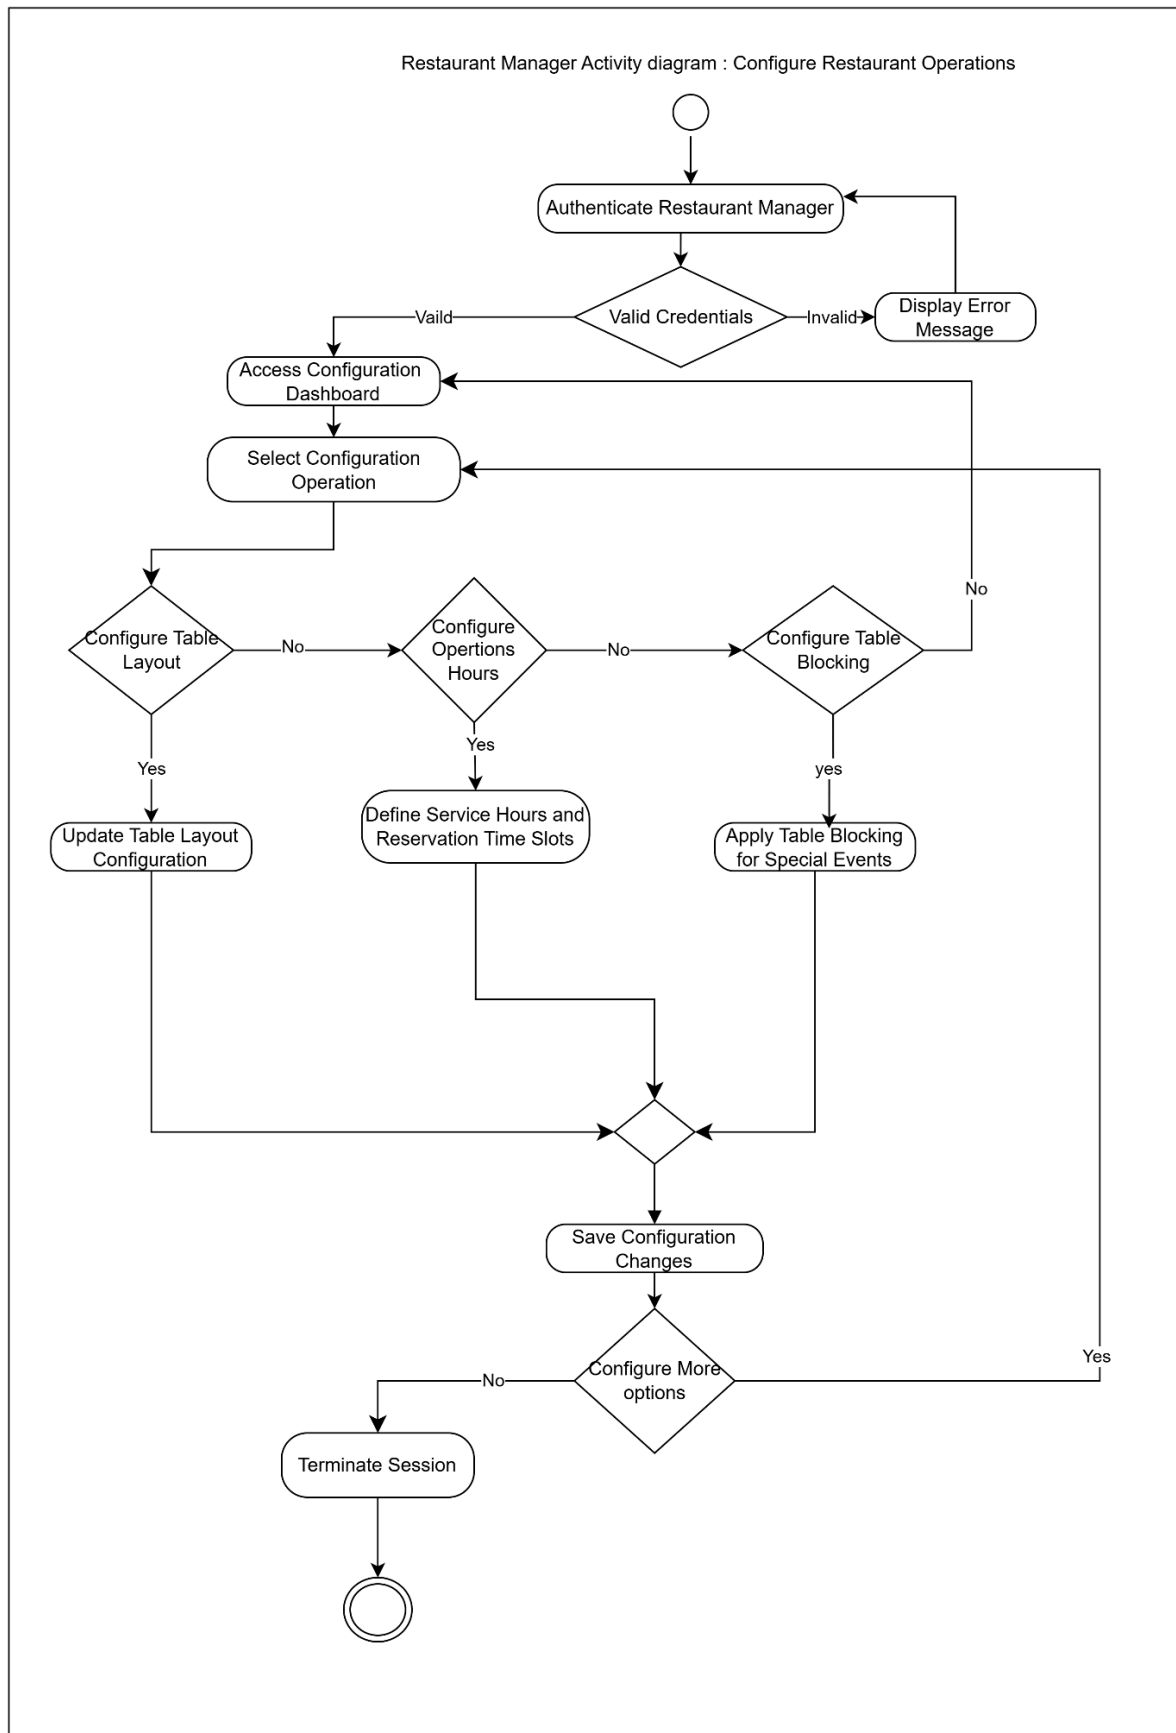 Restaurant Manager Activity diagram : Configure Restaurant Operations
Authenticate Restaurant Manager
Valid Credentials
Vaild
Invalid
Display Error
Message
Access Configuration
Dashboard
Select Configuration
Operation
No
Configure Table
Layout
No
Configure
Opertions
Hours
No
Configure Table
Blocking
Yes
Yes
yes
Update Table Layout
Configuration
Define Service Hours and
Reservation Time Slots
Apply Table Blocking
for Special Events
Save Configuration
Changes
Configure More
options
Yes
No
Terminate Session